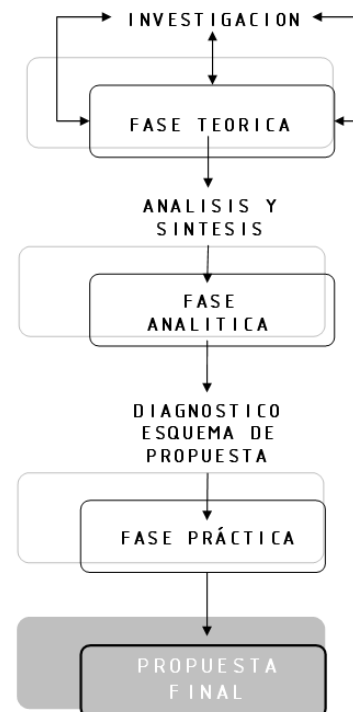 INVESTIGACION
FASE TEORICA
ANALISIS Y
SINTESIS
FASE
ANALITICA
DIAGNOSTICO
ESQUEMA DE
PROPUESTA
FASE PRÁCTICA
PROPUESTA
FINAL